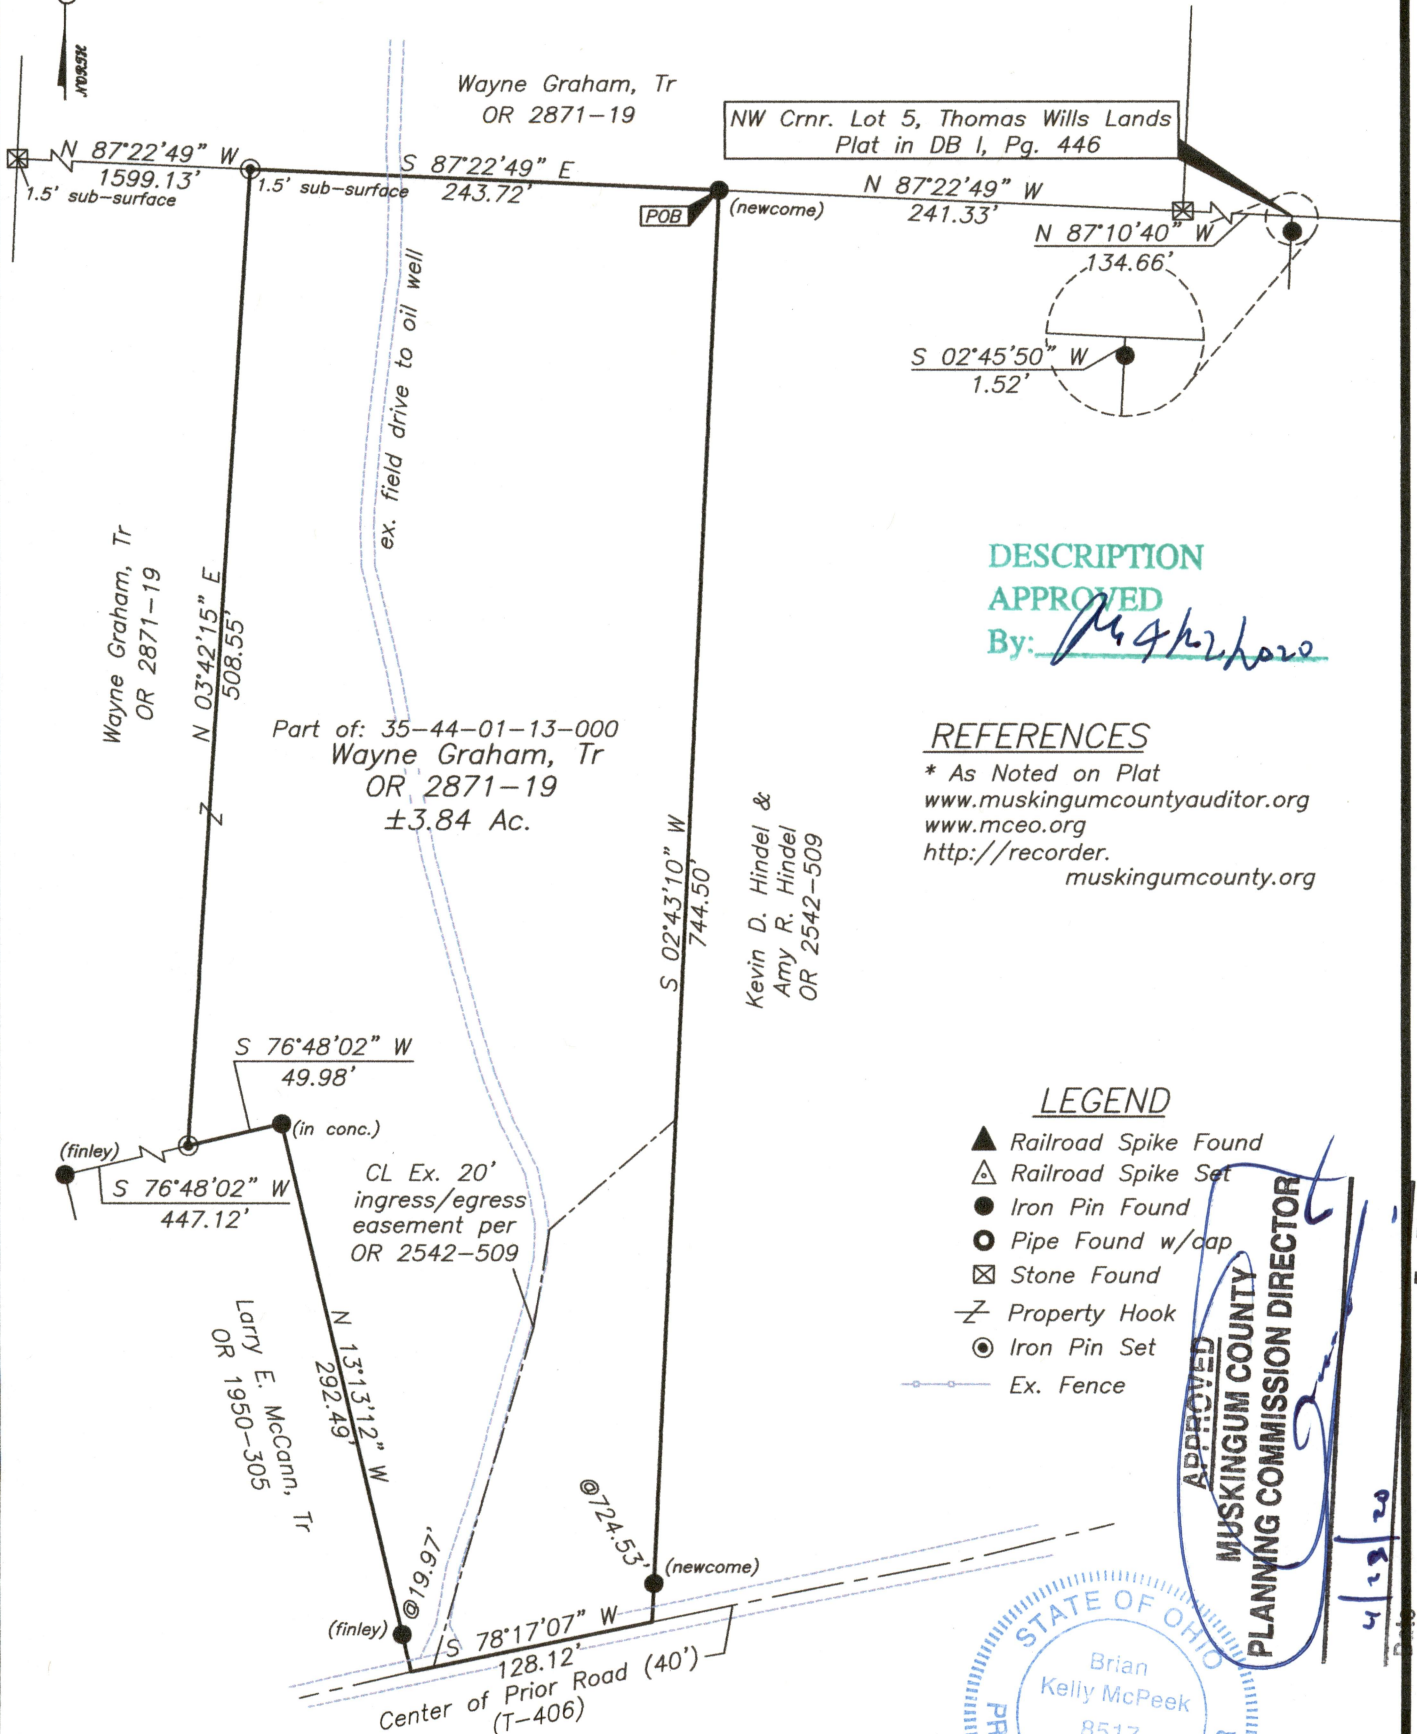 NORTH
Wayne Graham, Tr
OR 2871-19
NW Crnr. Lot 5, Thomas Wills Lands
Plat in DB I, Pg. 446
N 87°22'49" W
1599.13'
1.5' sub-surface
1.5' sub-surface
S 87°22'49" E
243.72'
POB
(newcome)
N 87°22'49" W
241.33'
N 87°10'40" W
134.66'
S 02°45'50" W
1.52'
ex. field drive to oil well
Wayne Graham, Tr
OR 2871-19
N 03°42'15" E
508.55'
Z
Part of: 35-44-01-13-000
Wayne Graham, Tr
OR 2871-19
±3.84 Ac.
S 02°43'10" W
744.50'
Kevin D. Hindel &
Amy R. Hindel
OR 2542-509
DESCRIPTION
APPROVED
By:
REFERENCES
* As Noted on Plat
www.muskingumcountyauditor.org
www.mceo.org
http://recorder.
muskingumcounty.org
S 76°48'02" W
49.98'
(in conc.)
(finley)
S 76°48'02" W
447.12'
CL Ex. 20'
ingress/egress
easement per
OR 2542-509
Larry E. McCann, Tr
OR 1950-305
N 13°13'12" W
292.49'
@19.97'
(finley)
@724.53'
(newcome)
S 78°17'07" W
128.12'
Center of Prior Road (40')
(T-406)
LEGEND
Railroad Spike Found
Railroad Spike Set
Iron Pin Found
Pipe Found w/cap
Stone Found
Property Hook
Iron Pin Set
Ex. Fence
APPROVED
MUSKINGUM COUNTY
PLANNING COMMISSION DIRECTOR
4/23/20
Date
STATE OF OHIO
Brian
Kelly McPeek
8517